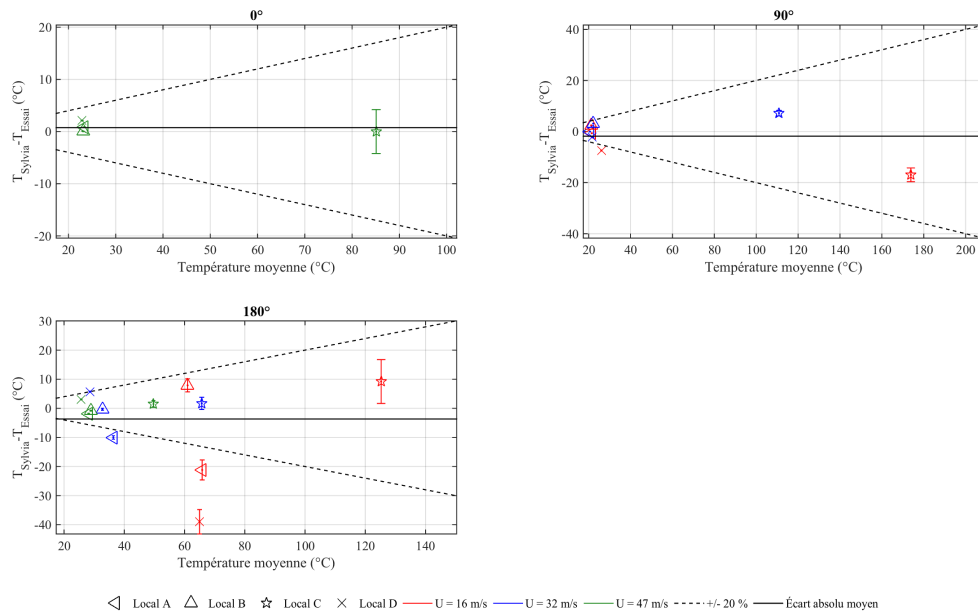 0°
20
10
0
-10
-20
T_Sylvia-T_Essai (°C)
20 30 40 50 60 70 80 90 100
Température moyenne (°C)
90°
40
20
0
-20
-40
T_Sylvia-T_Essai (°C)
20 40 60 80 100 120 140 160 180 200
Température moyenne (°C)
180°
30
20
10
0
-10
-20
-30
-40
T_Sylvia-T_Essai (°C)
20 40 60 80 100 120 140
Température moyenne (°C)
Local A Local B Local C Local D U = 16 m/s U = 32 m/s U = 47 m/s +/- 20 % Écart absolu moyen